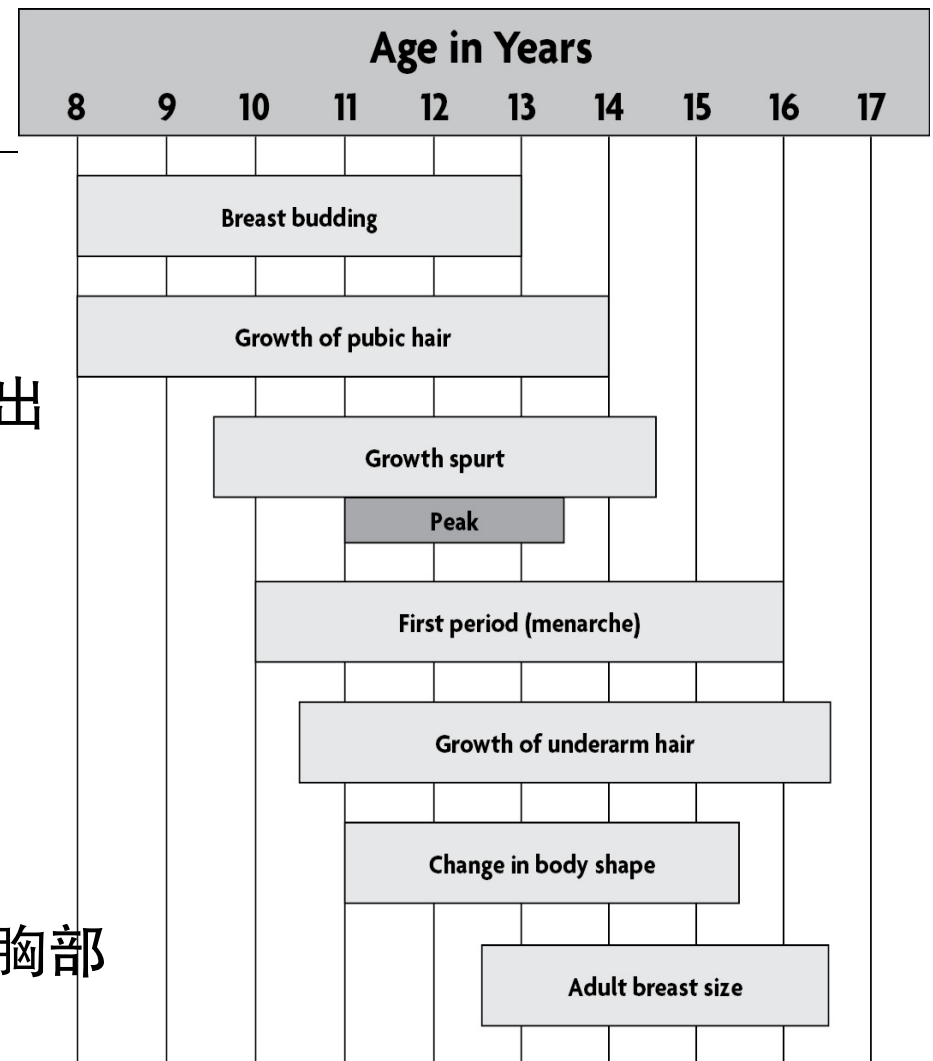 Age in Years
8 9 10 11 12 13 14 15 16 17
Breast budding
Growth of pubic hair
出
Growth spurt
Peak
First period (menarche)
Growth of underarm hair
Change in body shape
胸部
Adult breast size